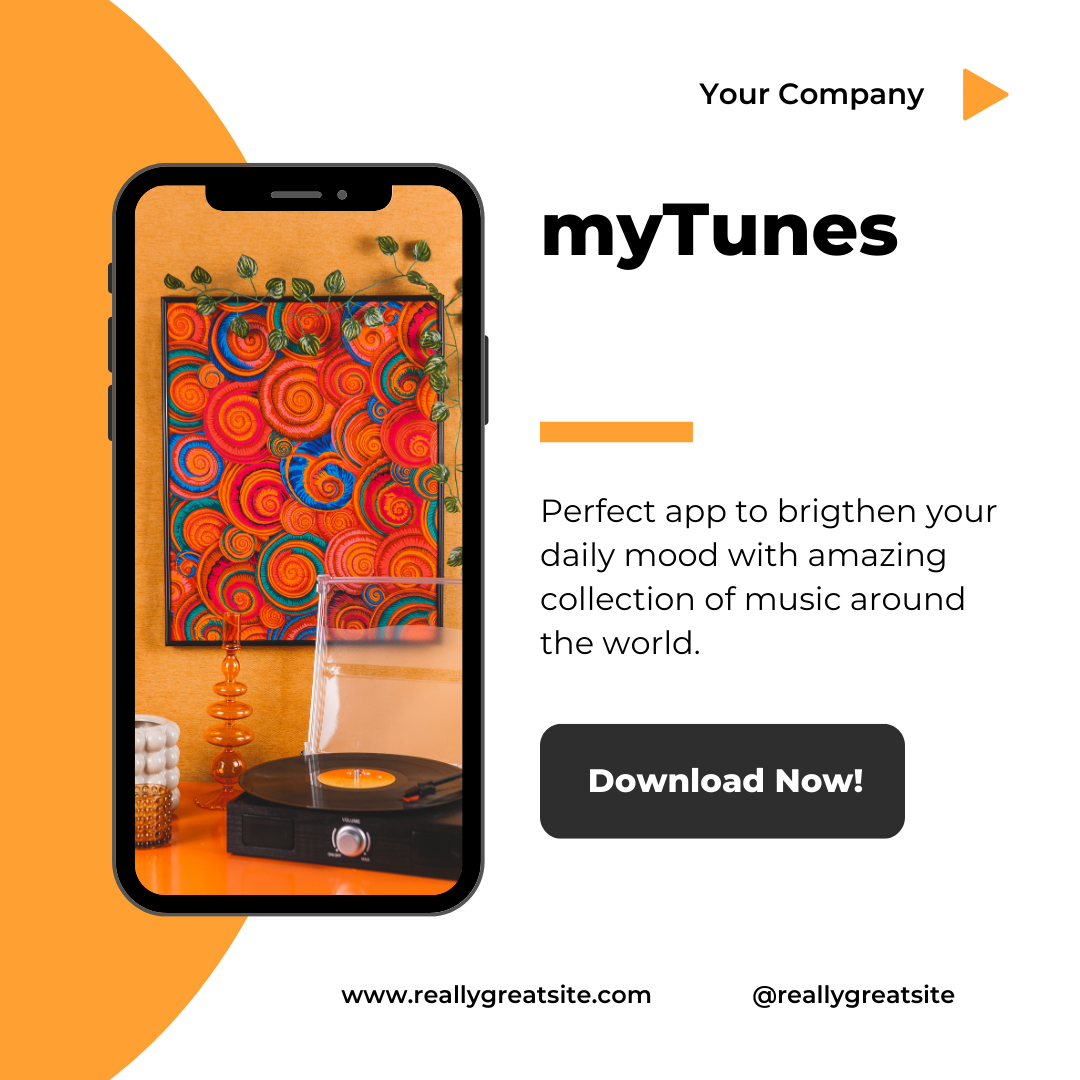 Your Company
myTunes
Perfect app to brigthen your
daily mood with amazing
collection of music around
the world.
VOLUME
Download Now!
www.reallygreatsite.com
@reallygreatsite